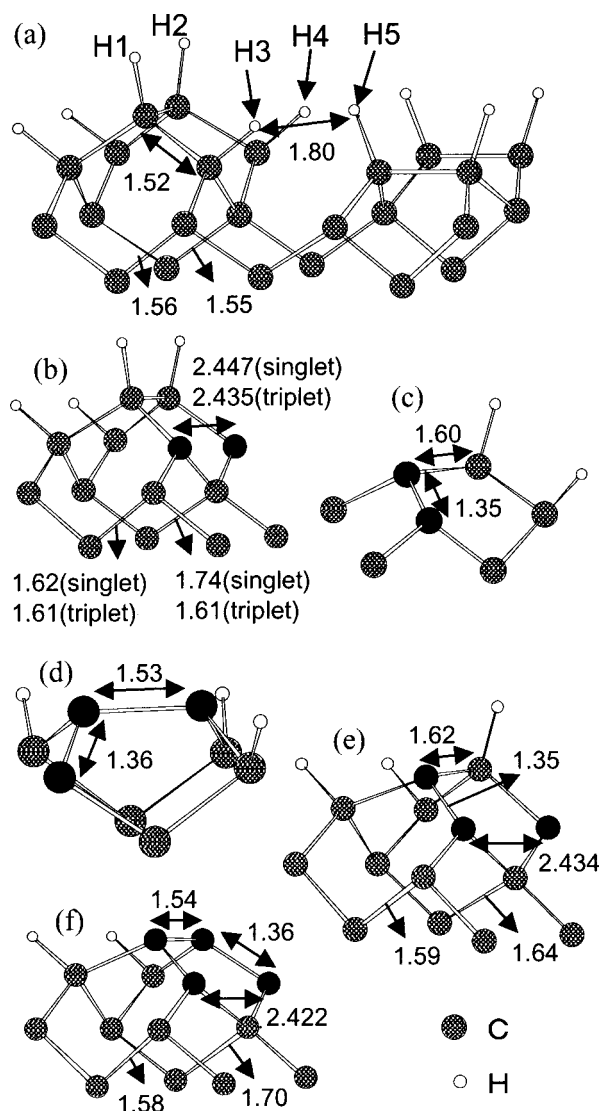 (a)
H1
H2
H3
H4
H5
1.52
1.80
1.56
1.55
(b)
2.447(singlet)
2.435(triplet)
1.62(singlet)
1.61(triplet)
1.74(singlet)
1.61(triplet)
(c)
1.60
1.35
(d)
1.53
1.36
(e)
1.62
1.35
2.434
1.59
1.64
(f)
1.54
1.36
2.422
1.58
1.70
C
H